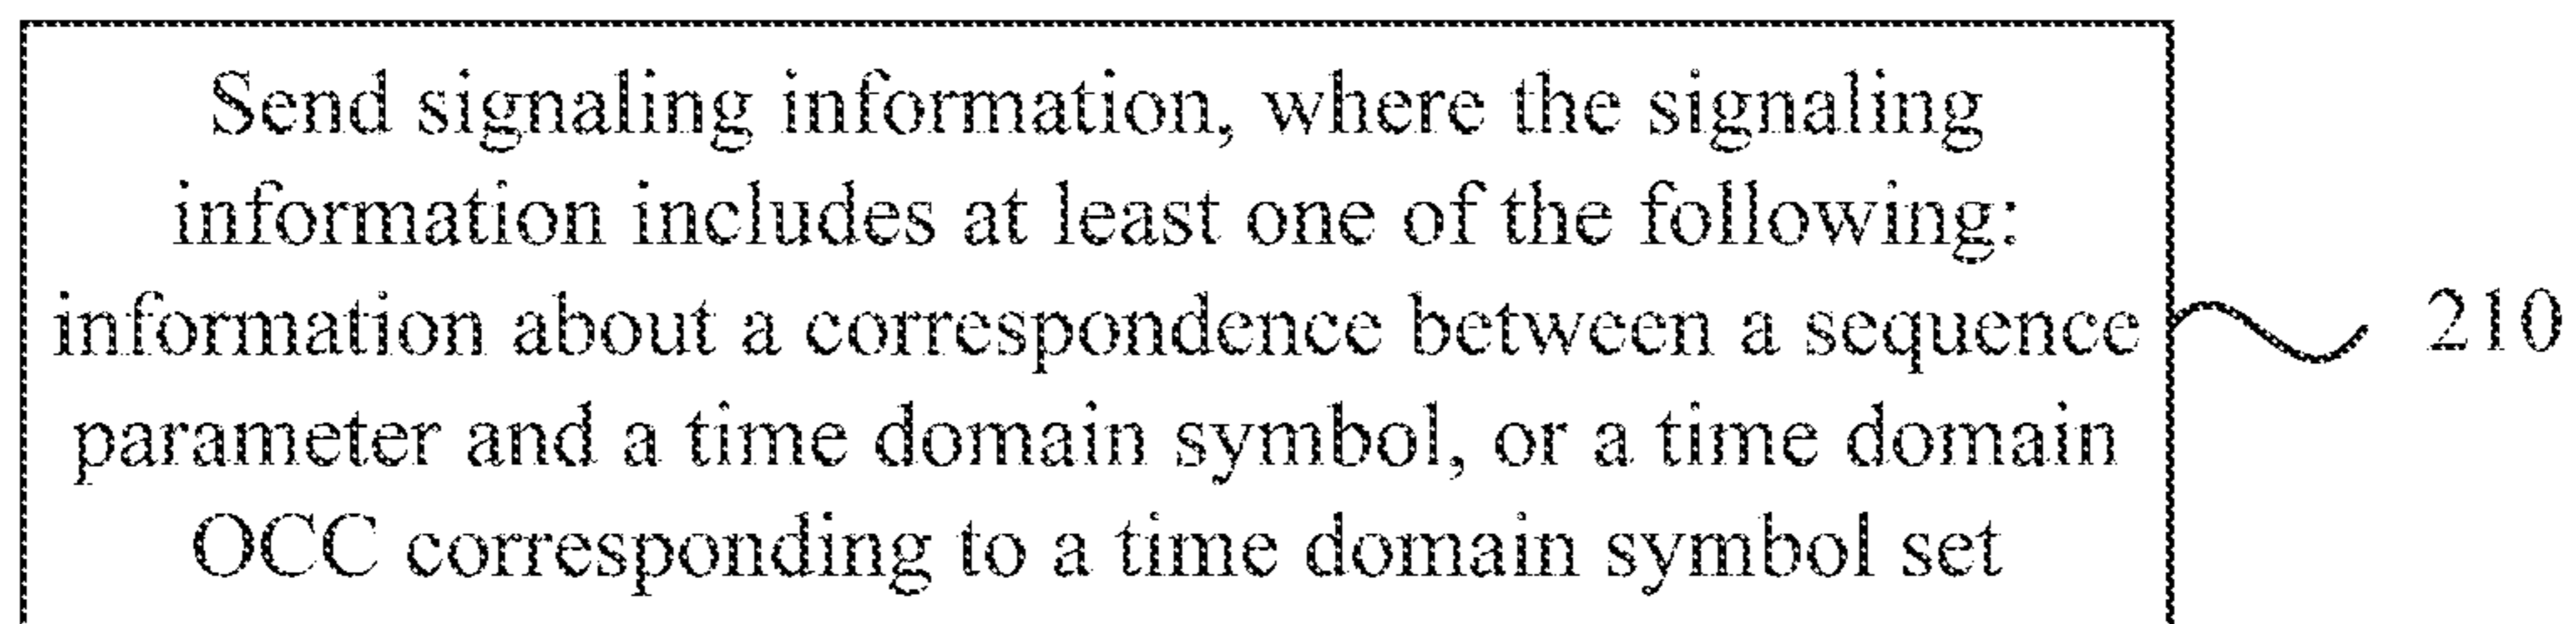 Send signaling information, where the signaling
information includes at least one of the following:
information about a correspondence between a sequence
parameter and a time domain symbol, or a time domain
OCC corresponding to a time domain symbol set
210